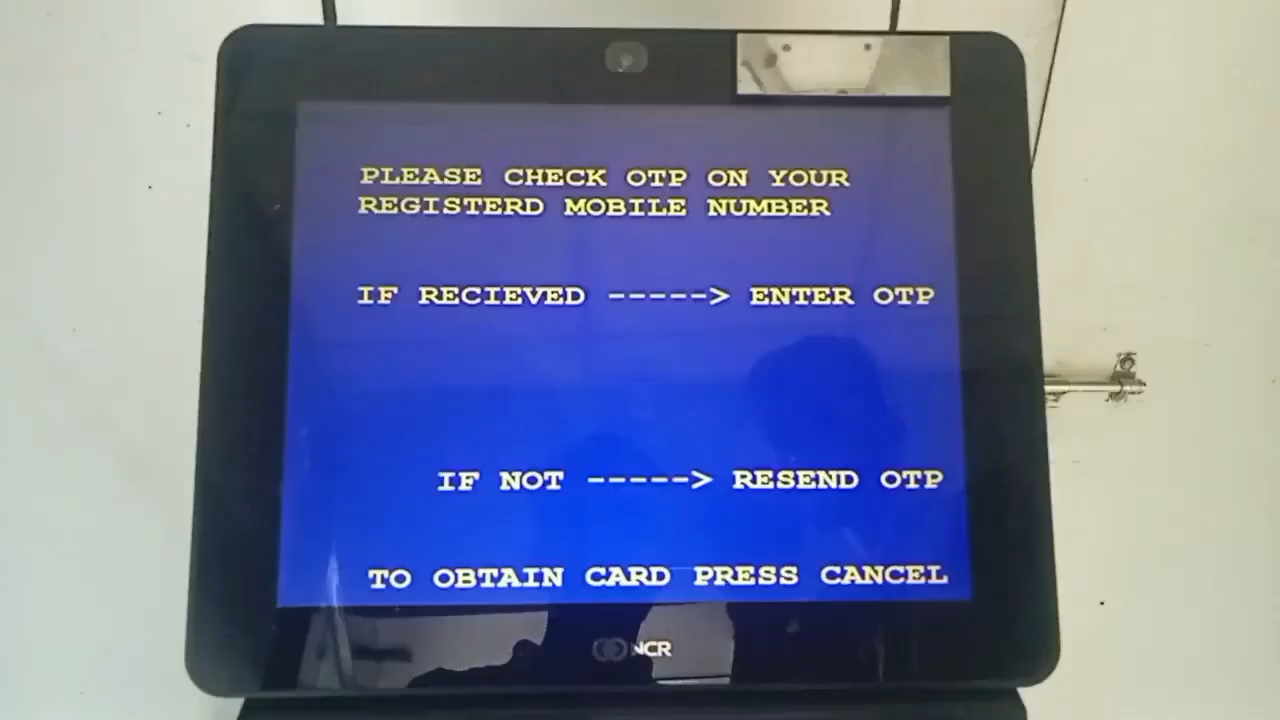 PLEASE CHECK OTP ON YOUR
REGISTERD MOBILE NUMBER
IF RECIEVED -----> ENTER OTP
IF NOT -----> RESEND OTP
TO OBTAIN CARD PRESS CANCEL
NCR